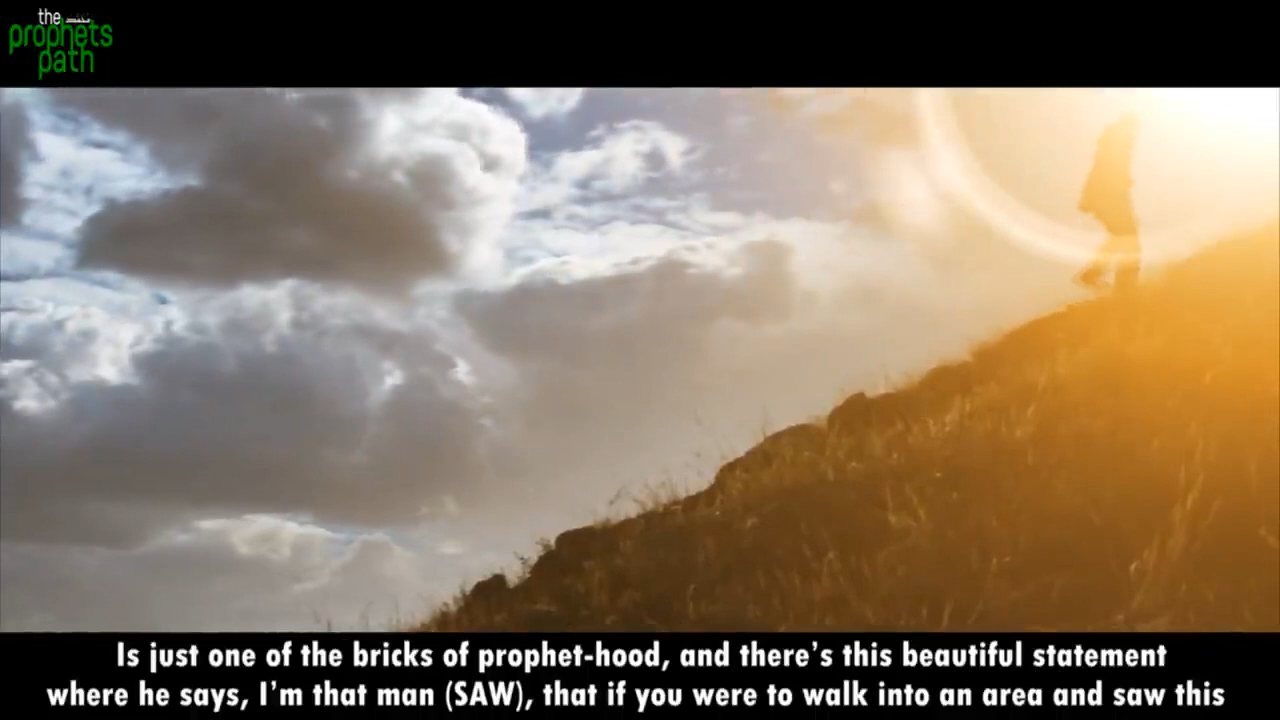 the
prophets
path
Is just one of the bricks of prophet-hood, and there's this beautiful statement
where he says, I'm that man (SAW), that if you were to walk into an area and saw this